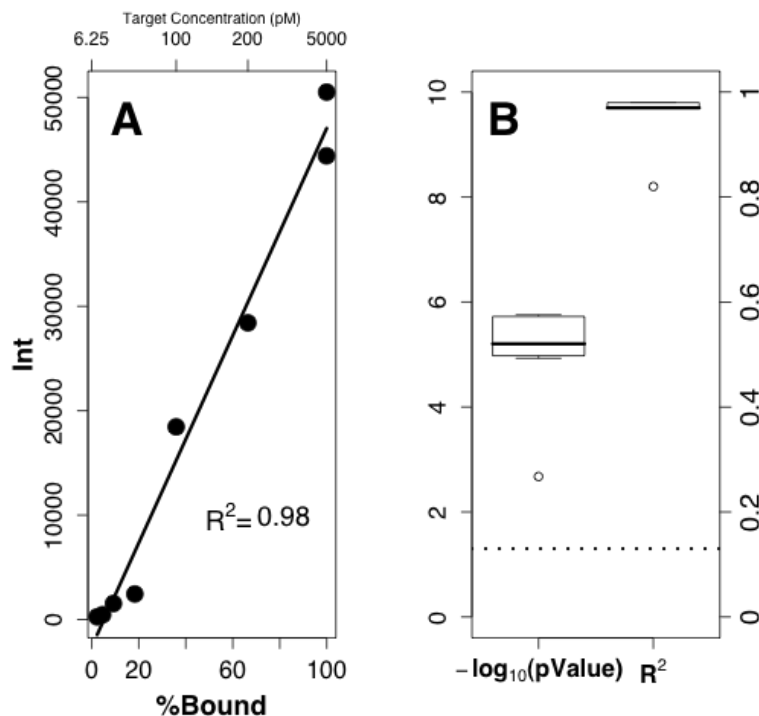 Target Concentration (pM)
6.25 100 200 5000
A
50000
40000
30000
20000
10000
0
Int
R²= 0.98
0 20 60 100
%Bound
B
10
8
6
4
2
0
1
0.8
0.6
0.4
0.2
0
−log₁₀(pValue) R²